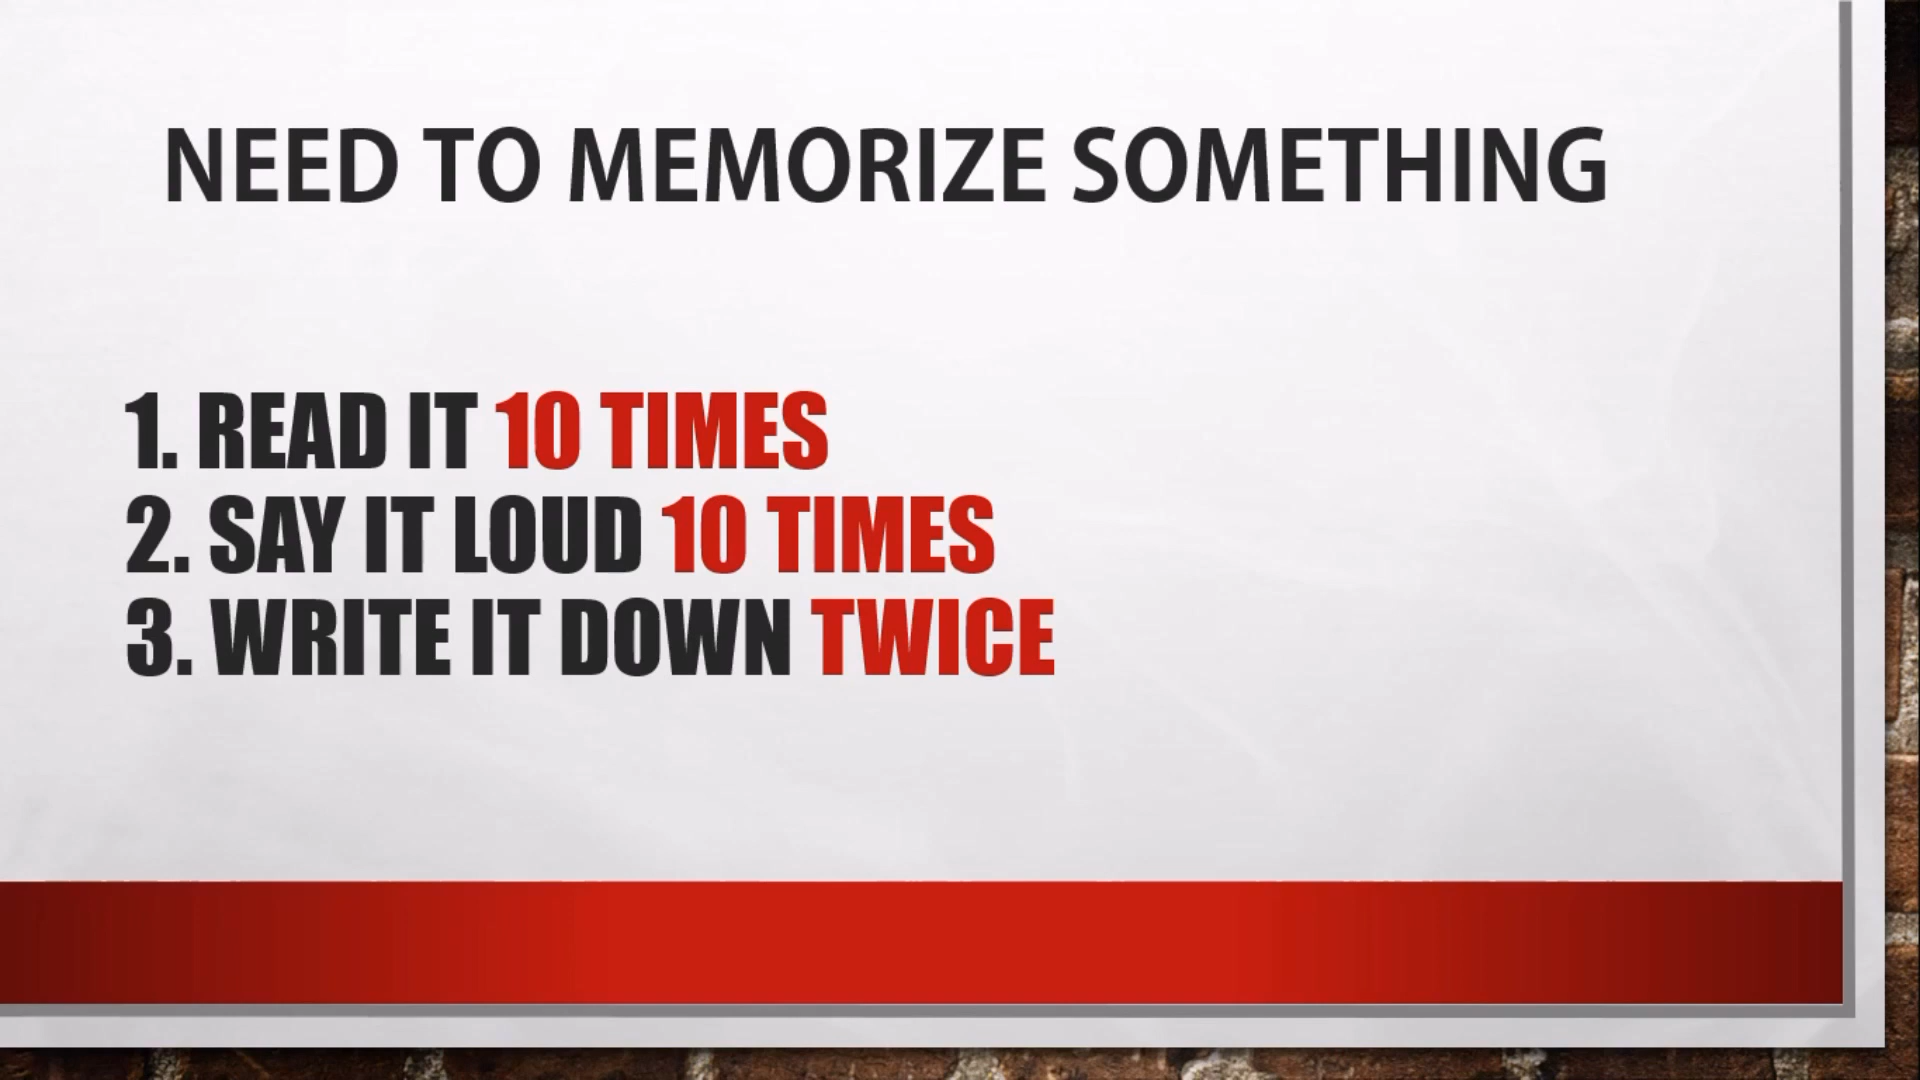 NEED TO MEMORIZE SOMETHING
1. READ IT 10 TIMES
2. SAY IT LOUD 10 TIMES
3. WRITE IT DOWN TWICE